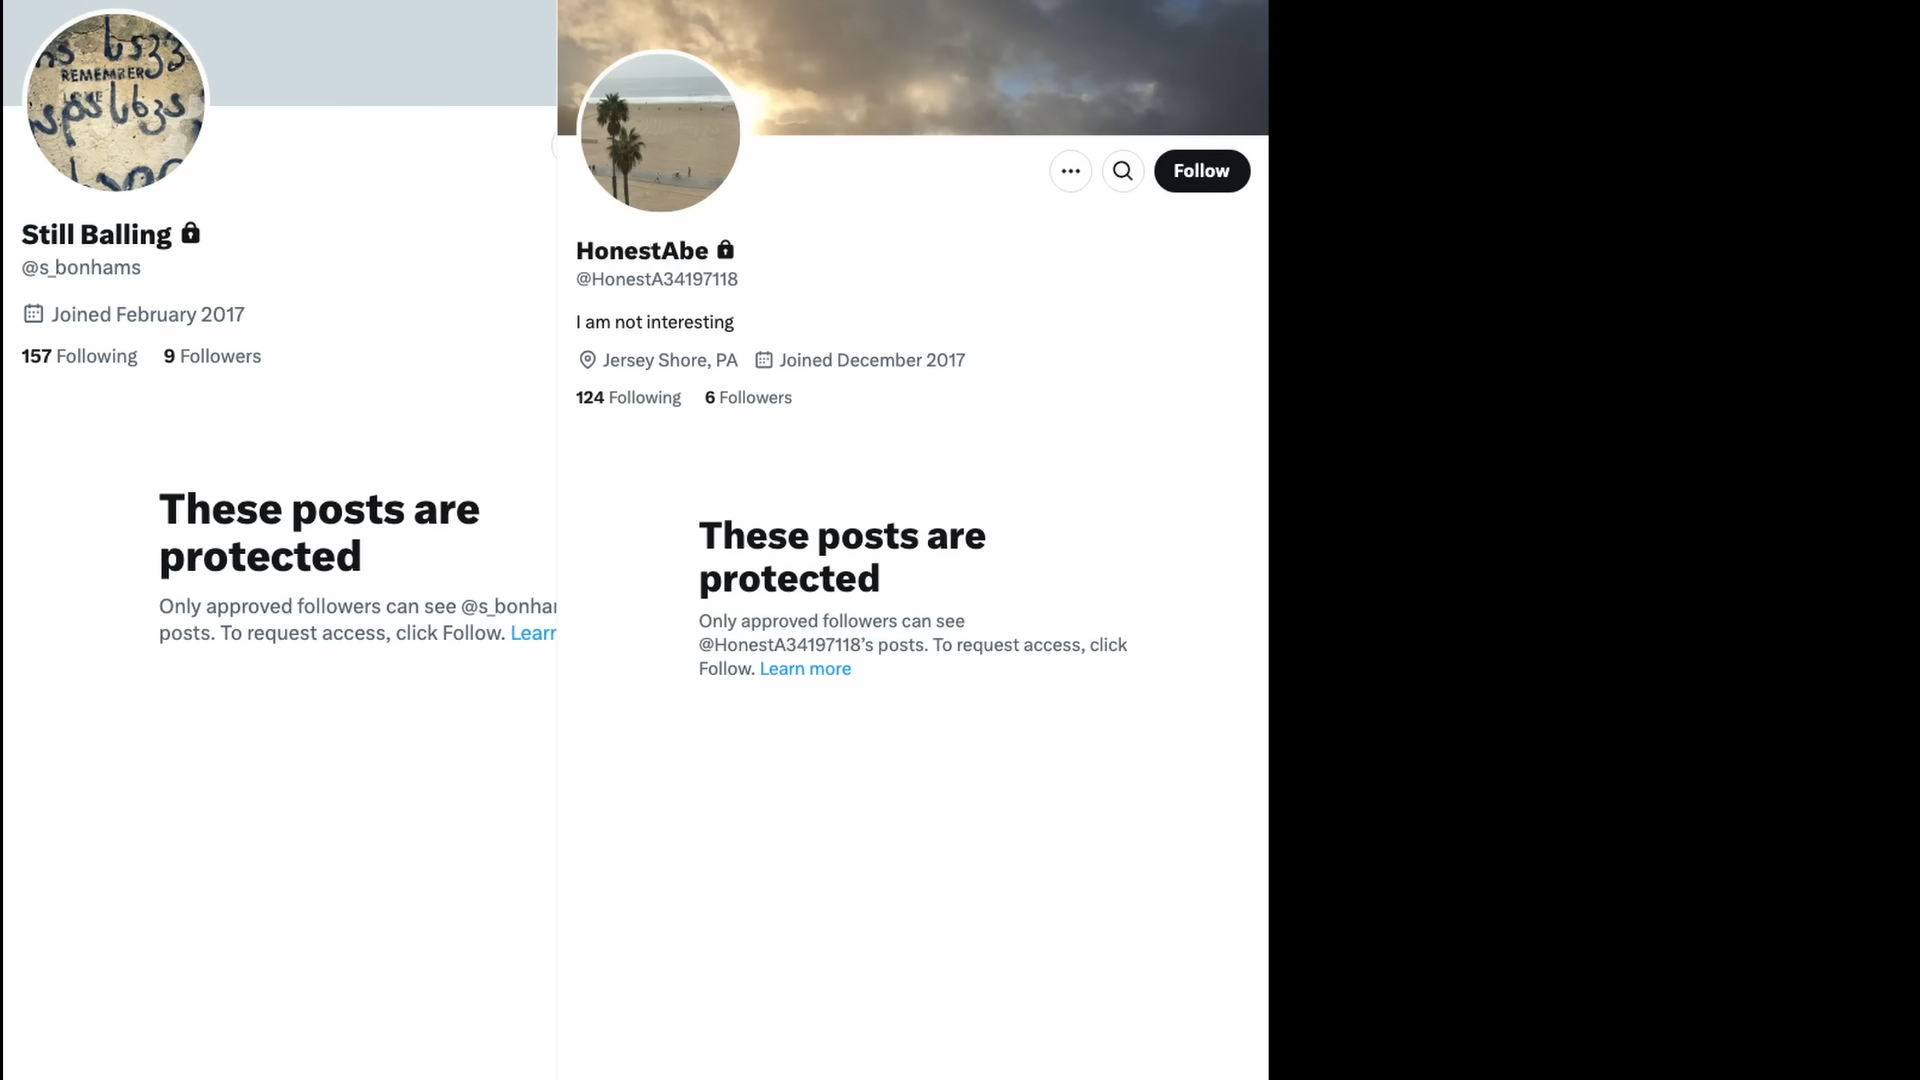 REMEMBER
Still Balling
@s_bonhams
Joined February 2017
157 Following 9 Followers
These posts are
protected
Only approved followers can see @s_bonhar
posts. To request access, click Follow. Learn
Follow
HonestAbe
@HonestA34197118
I am not interesting
Jersey Shore, PA Joined December 2017
124 Following 6 Followers
These posts are
protected
Only approved followers can see
@HonestA34197118’s posts. To request access, click
Follow. Learn more